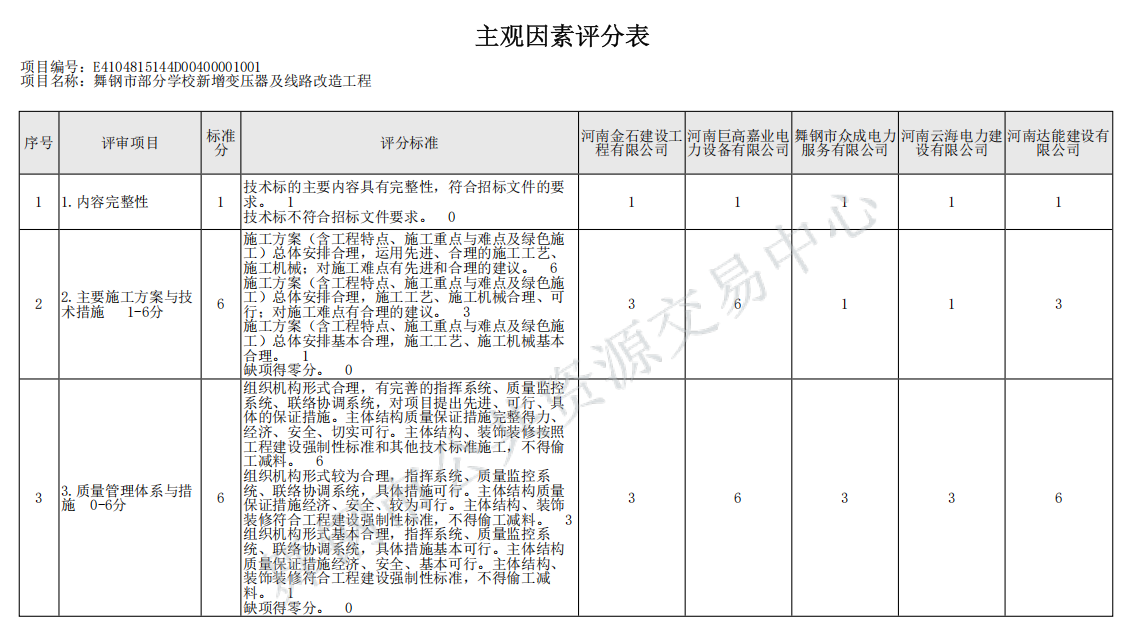 主观因素评分表
项目编号：E4104815144D00400001001
项目名称：舞钢市部分学校新增变压器及线路改造工程
序号 评审项目 标准分 评分标准 河南金石建设工程有限公司 河南巨高嘉业电力设备有限公司 舞钢市众成电力服务有限公司 河南云海电力建设有限公司 河南达能建设有限公司
1 1.内容完整性 1
技术标的主要内容具有完整性，符合招标文件的要
求。 1
技术标不符合招标文件要求。 0
1 1 1 1 1
2 2.主要施工方案与技术措施 1-6分 6
施工方案（含工程特点、施工重点与难点及绿色施
工）总体安排合理，运用先进、合理的施工工艺、
施工机械；对施工难点有先进和合理的建议。 6
施工方案（含工程特点、施工重点与难点及绿色施
工）总体安排合理，施工工艺、施工机械合理、可
行；对施工难点有合理的建议。 3
施工方案（含工程特点、施工重点与难点及绿色施
工）总体安排基本合理，施工工艺、施工机械基本
合理。 1
缺项得零分。 0
3 6 1 1 3
3 3.质量管理体系与措施 0-6分 6
组织机构形式合理，有完善的指挥系统、质量监控
系统、联络协调系统，对项目提出先进、可行、具
体的保证措施。主体结构质量保证措施完整得力、
经济、安全、切实可行。主体结构、装饰装修按照
工程建设强制性标准和其他技术标准施工，不得偷
工减料。 6
组织机构形式较为合理，指挥系统、质量监控系
统、联络协调系统，具体措施可行。主体结构质量
保证措施经济、安全、较为可行。主体结构、装饰
装修符合工程建设强制性标准，不得偷工减料。 3
组织机构形式基本合理，指挥系统、质量监控系
统、联络协调系统，具体措施基本可行。主体结构
质量保证措施经济、安全、基本可行。主体结构、
装饰装修符合工程建设强制性标准，不得偷工减
料。 1
缺项得零分。 0
3 6 3 3 6
资源交易中心